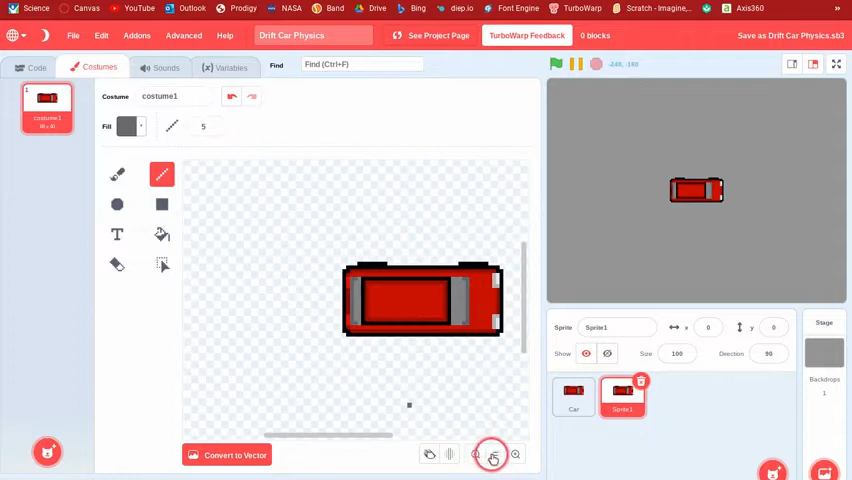 Science Canvas YouTube Outlook Prodigy NASA Band Drive Bing diep.io Font Engine TurboWarp Scratch - Imagine,... Axis360 »
File Edit Addons Advanced Help Drift Car Physics See Project Page TurboWarp Feedback 0 blocks Save as Drift Car Physics.sb3
Code Costumes Sounds Variables Find Find (Ctrl+F) -240, -180
1
costume1
Costume costume1
Fill 5
T
Convert to Vector
Sprite Sprite1 x 0 y 0
Show Size 100 Direction 90
Car Sprite1
Stage
Backdrops
1